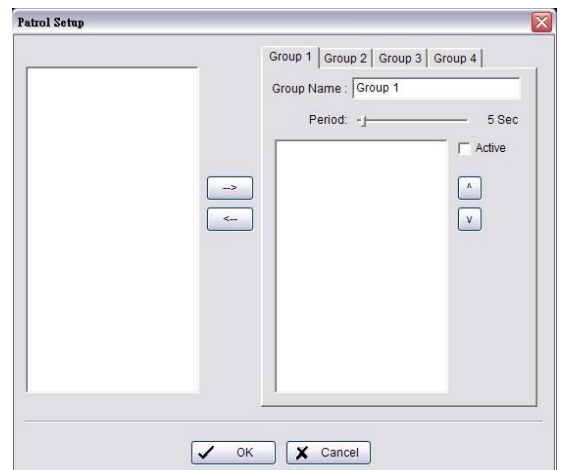 Patrol Setup
Group 1 Group 2 Group 3 Group 4
Group Name : Group 1
Period: 5 Sec
Active
-->
^
<--
v
OK Cancel